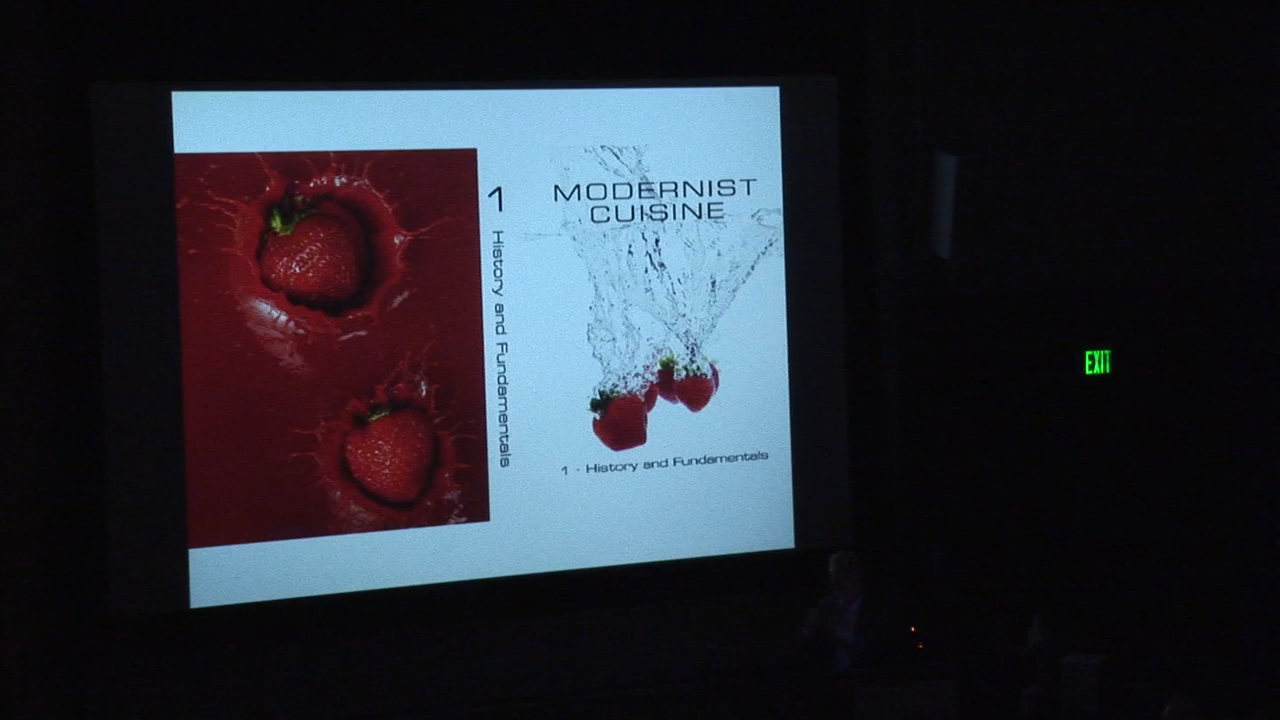 1
History and Fundamentals
MODERNIST
CUISINE
1 · History and Fundamentals
EXIT